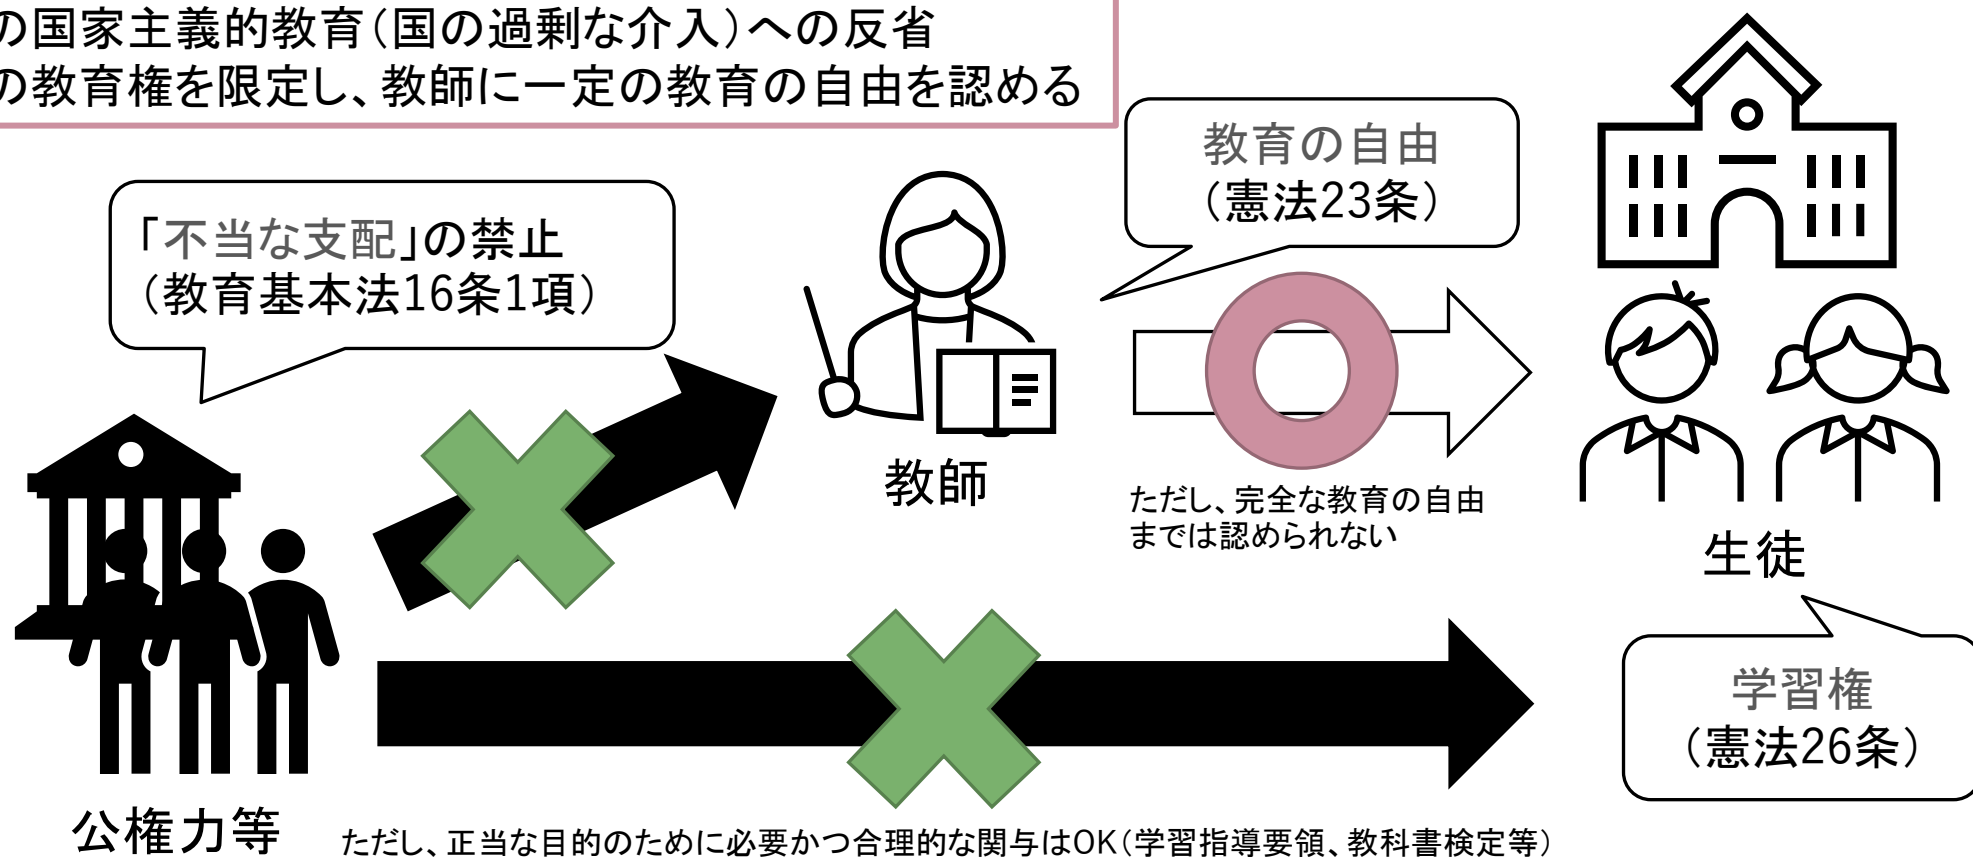 の国家主義的教育（国の過剰な介入）への反省
の教育権を限定し、教師に一定の教育の自由を認める
教育の自由
（憲法23条）
「不当な支配」の禁止
（教育基本法16条1項）
教師
ただし、完全な教育の自由
までは認められない
生徒
学習権
（憲法26条）
公権力等
ただし、正当な目的のために必要かつ合理的な関与はOK（学習指導要領、教科書検定等）